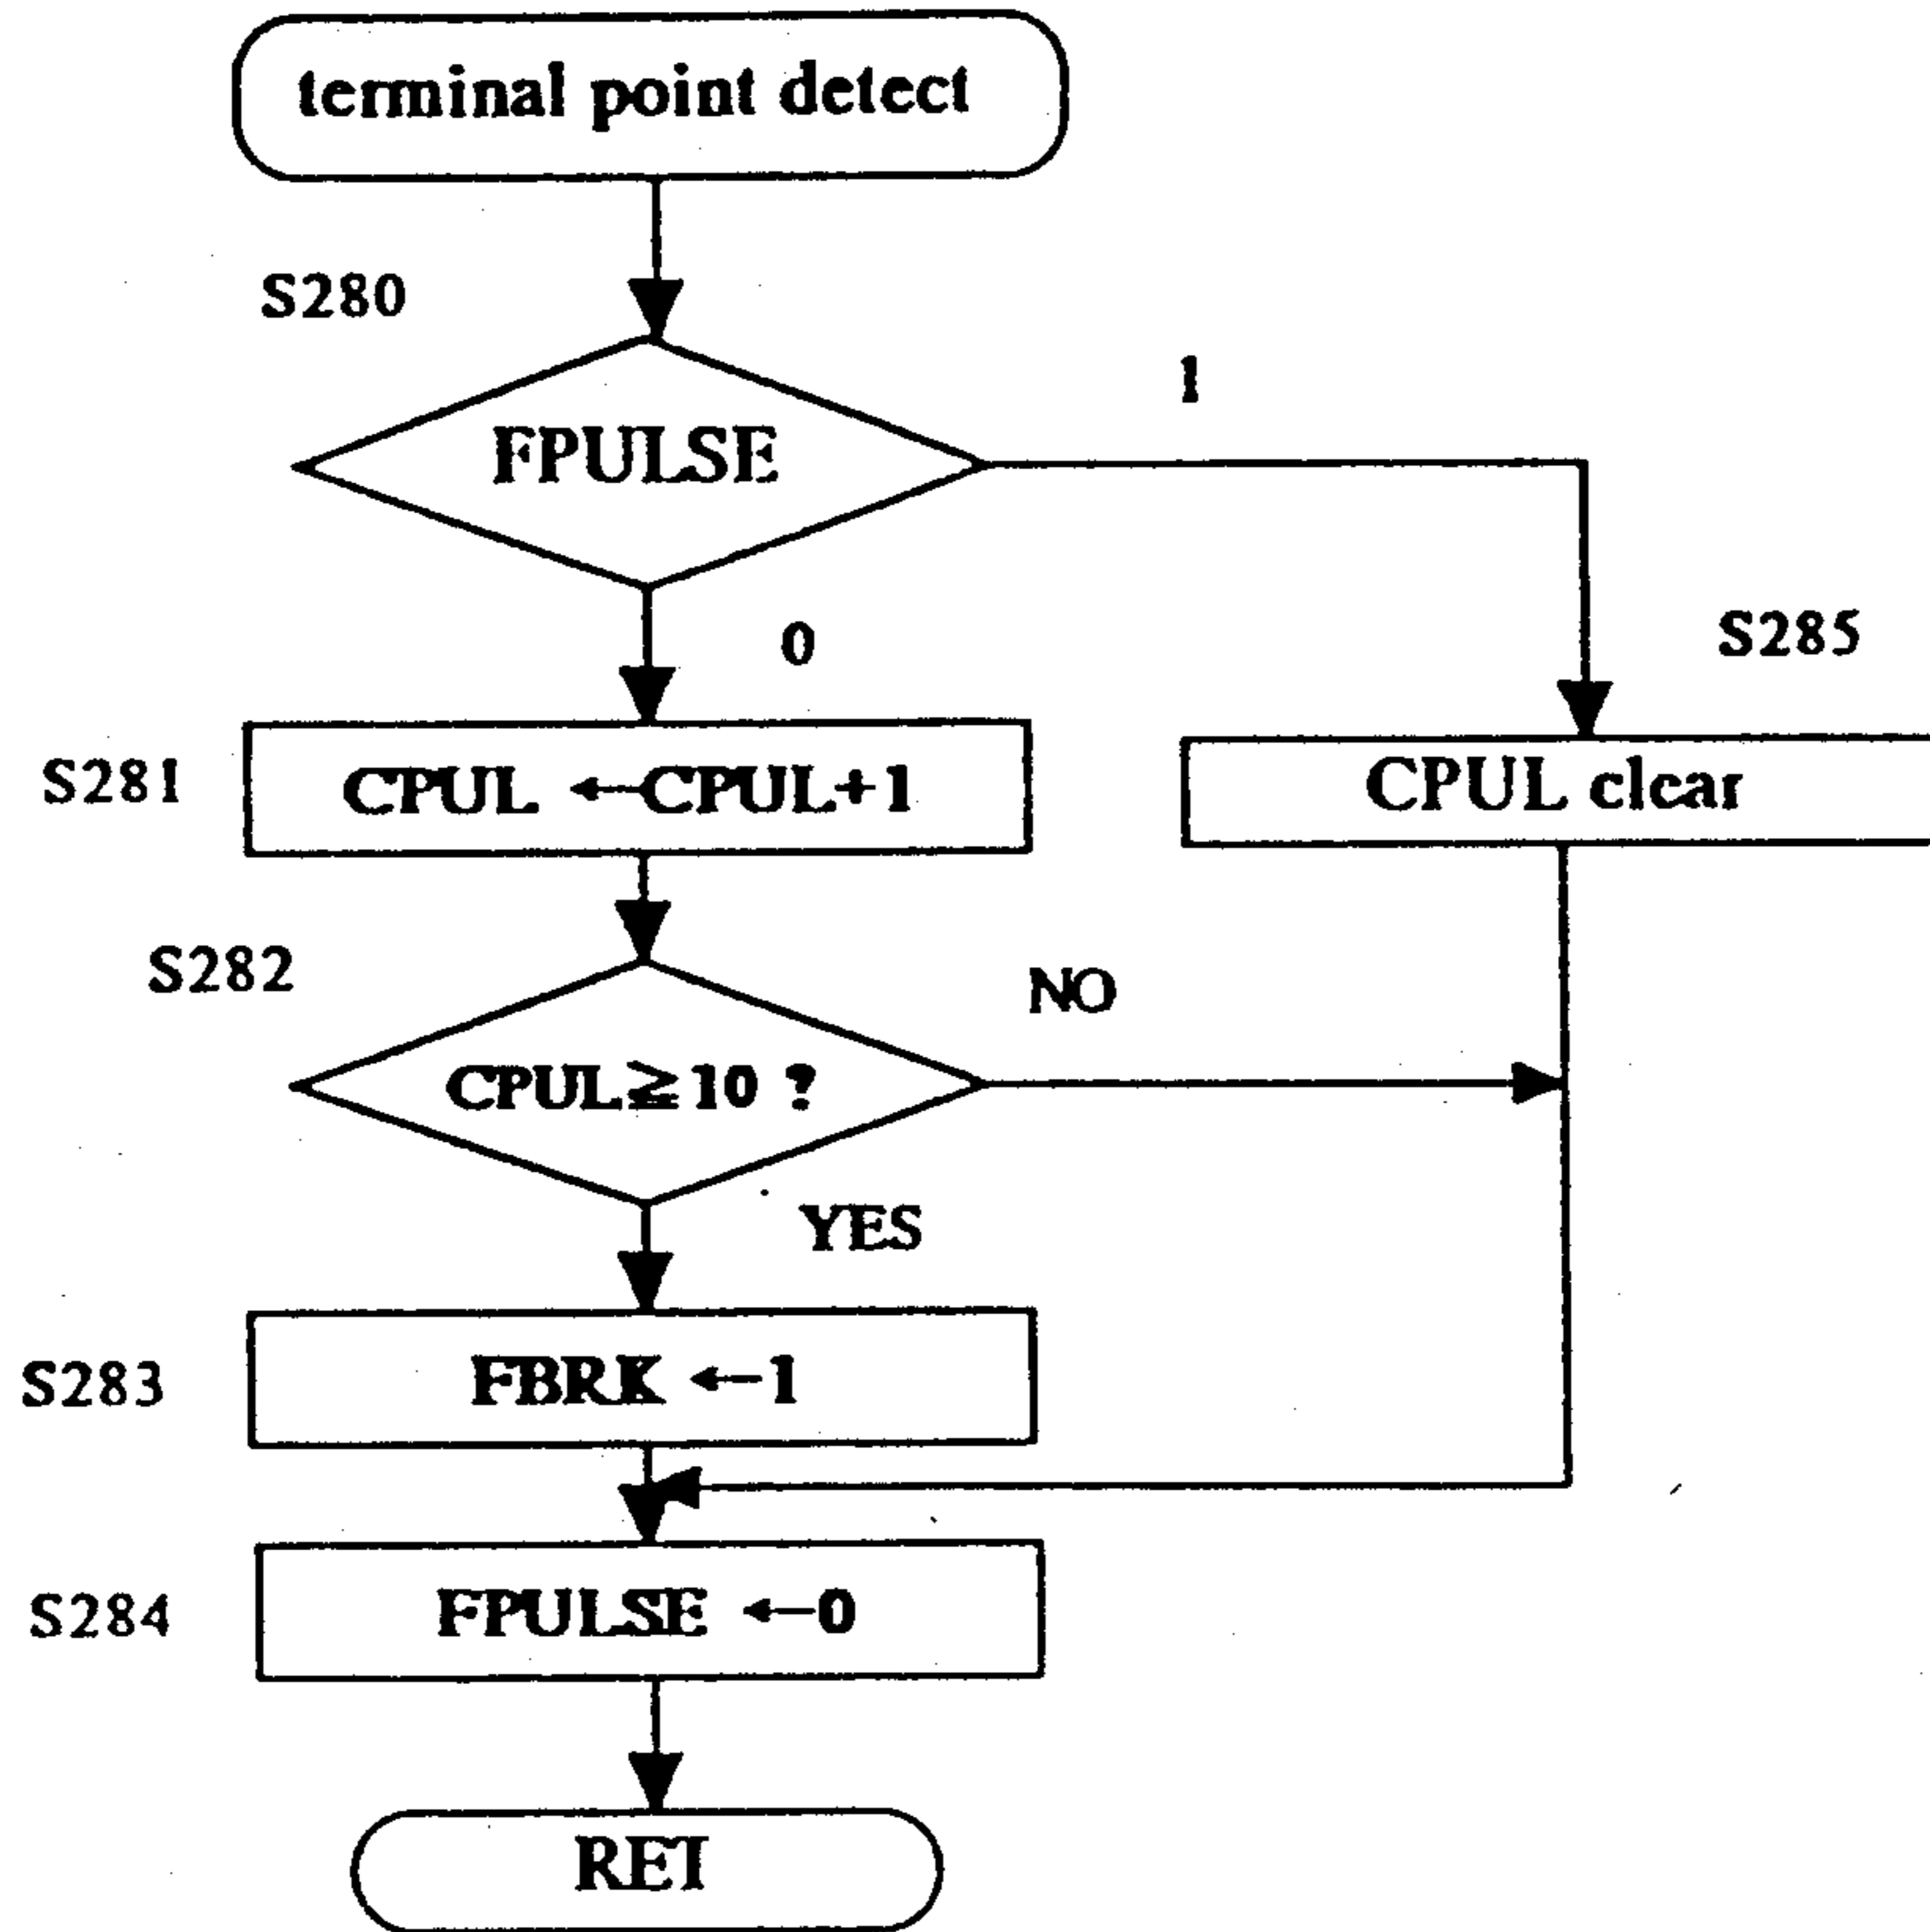 terminal point detect
S280
FPULSE
1
0
S285
S281
CPUL ←CPUL+1
CPUL clear
S282
NO
CPUL≧10 ?
YES
S283
FBRK ←1
S284
FPULSE ←0
RET